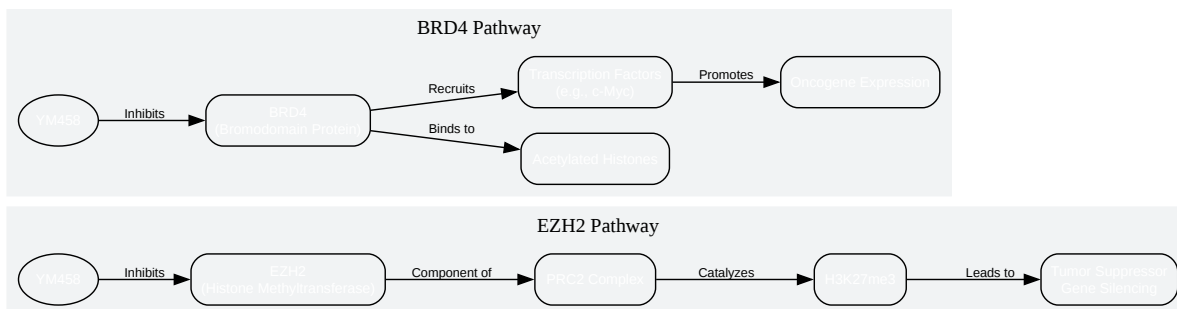 BRD4 Pathway
YM458
Inhibits
BRD4
(Bromodomain Protein)
Recruits
Transcription Factors
(e.g., c-Myc)
Promotes
Oncogene Expression
Binds to
Acetylated Histones
EZH2 Pathway
YM458
Inhibits
EZH2
(Histone Methyltransferase)
Component of
PRC2 Complex
Catalyzes
H3K27me3
Leads to
Tumor Suppressor
Gene Silencing